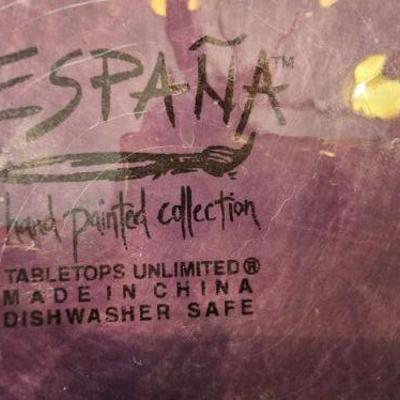 ESPAÑA™
hand painted collection
TABLETOPS UNLIMITED®
MADE IN CHINA
DISHWASHER SAFE